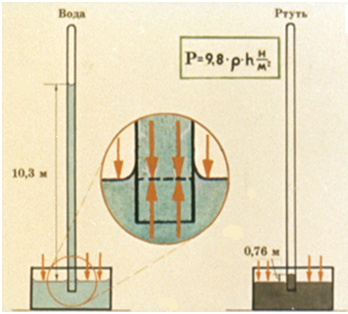 Вода
Ртуть
P=9,8·ρ·h н/м²
10,3 м
0,76 м